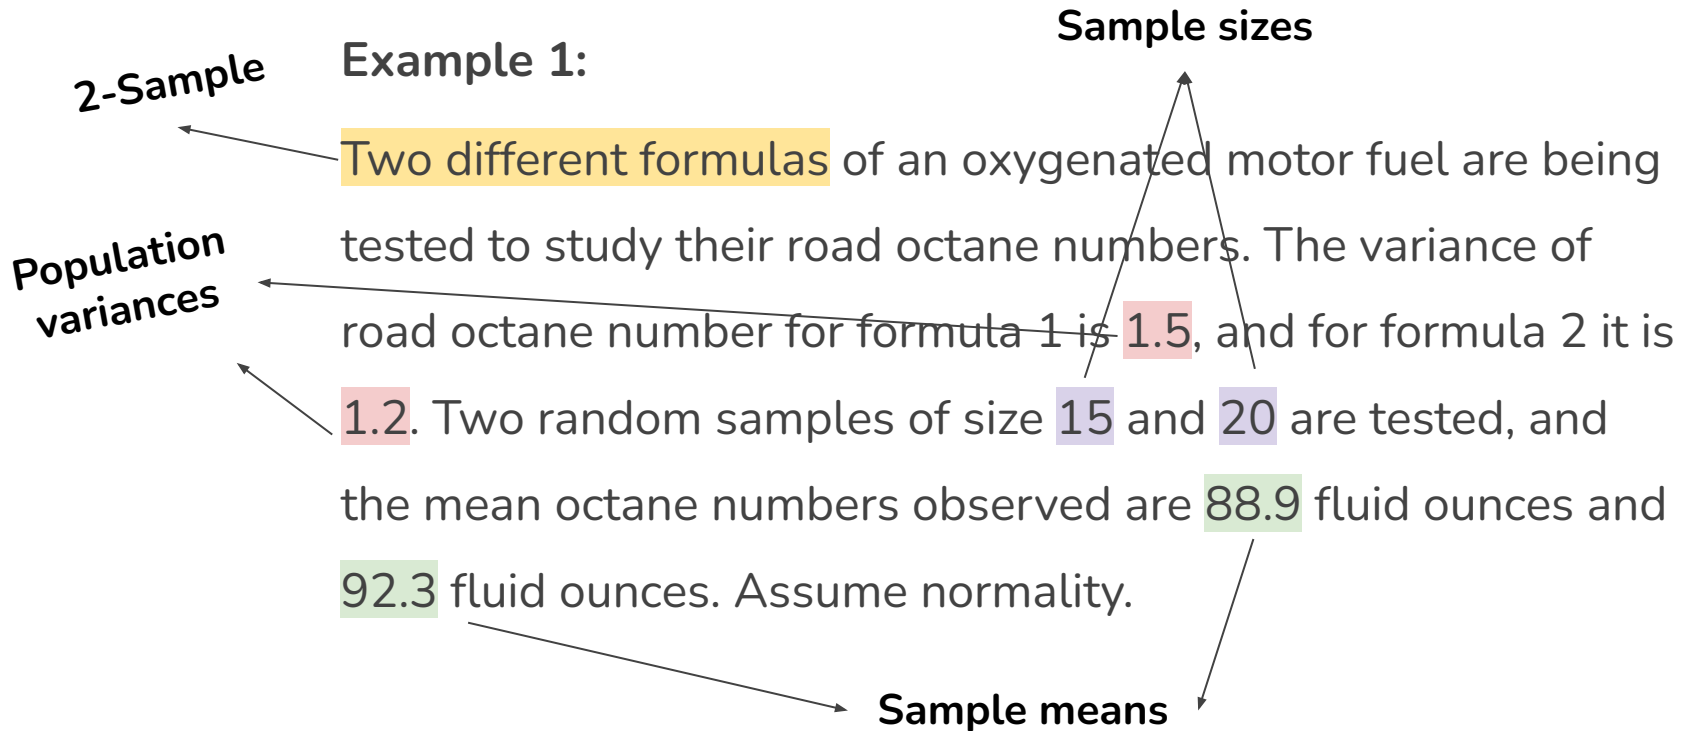 Sample sizes
Example 1:
2-Sample
Two different formulas of an oxygenated motor fuel are being
tested to study their road octane numbers. The variance of
Population
variances
road octane number for formula 1 is 1.5, and for formula 2 it is
1.2. Two random samples of size 15 and 20 are tested, and
the mean octane numbers observed are 88.9 fluid ounces and
92.3 fluid ounces. Assume normality.
Sample means